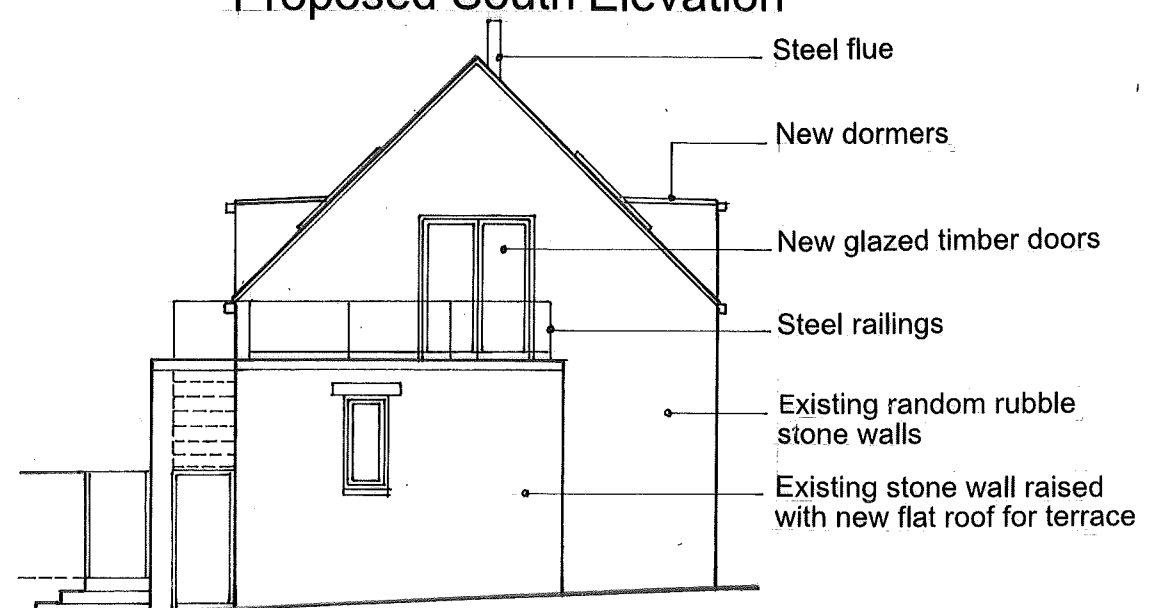 Proposed South Elevation
Steel flue
New dormers
New glazed timber doors
Steel railings
Existing random rubble
stone walls
Existing stone wall raised
with new flat roof for terrace